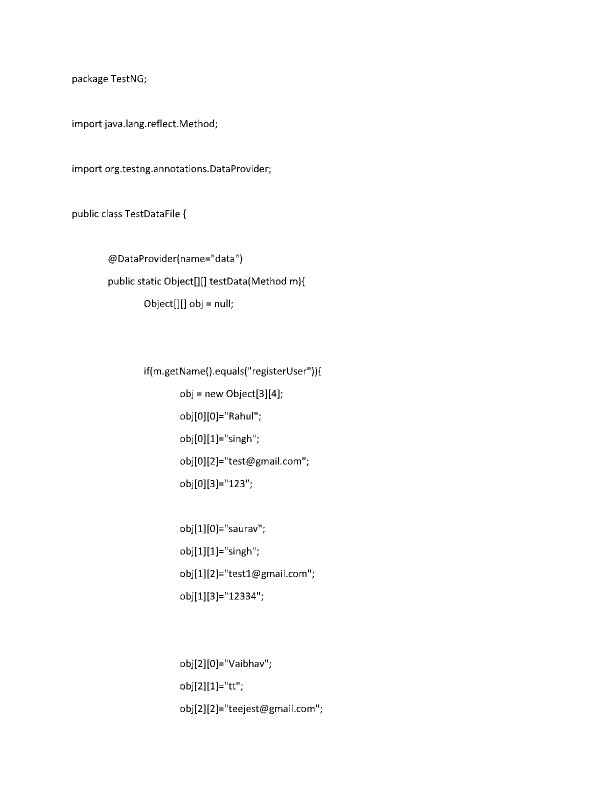 package TestNG;
import java.lang.reflect.Method;
import org.testng.annotations.DataProvider;
public class TestDataFile {
@DataProvider(name="data")
public static Object[][] testData(Method m){
Object[][] obj = null;
if(m.getName().equals("registerUser")){
obj = new Object[3][4];
obj[0][0]="Rahul";
obj[0][1]="singh";
obj[0][2]="test@gmail.com";
obj[0][3]="123";
obj[1][0]="saurav";
obj[1][1]="singh";
obj[1][2]="test1@gmail.com";
obj[1][3]="12334";
obj[2][0]="Vaibhav";
obj[2][1]="tt";
obj[2][2]="teejest@gmail.com";